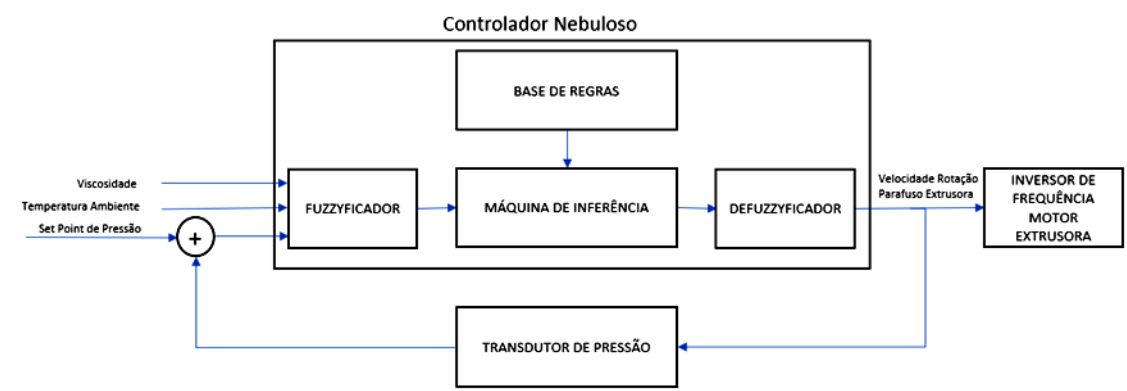 Controlador Nebuloso
BASE DE REGRAS
Viscosidade
Temperatura Ambiente
Set Point de Pressão
+
FUZZYFICADOR
MÁQUINA DE INFERÊNCIA
DEFUZZYFICADOR
Velocidade Rotação
Parafuso Extrusora
INVERSOR DE
FREQUÊNCIA
MOTOR
EXTRUSORA
TRANSDUTOR DE PRESSÃO